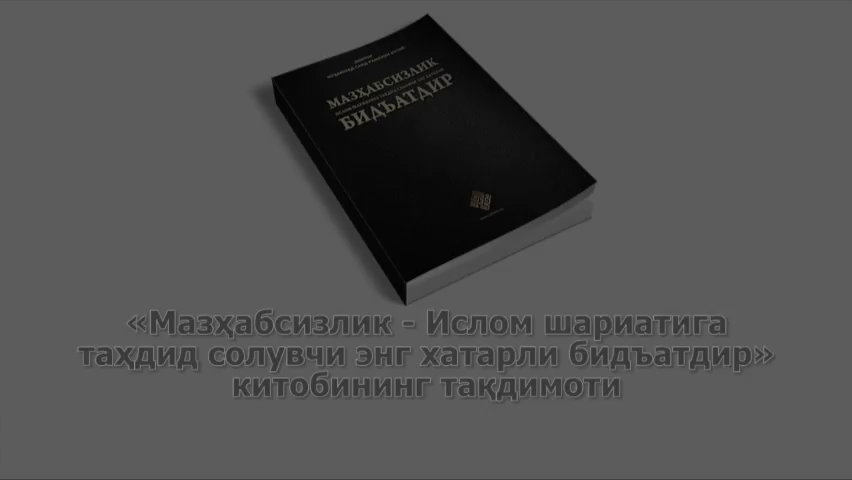 МАЗҲАБСИЗЛИК
БИДЪАТДИР
«Мазҳабсизлик - Ислом шариатига
таҳдид солувчи энг хатарли бидъатдир»
китобининг тақдимоти